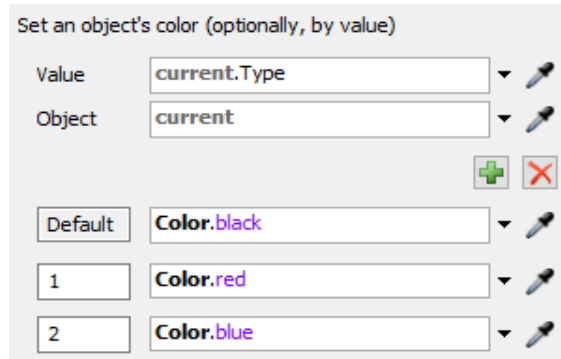 Set an object's color (optionally, by value)
Value current.Type
Object current
Default Color.black
1 Color.red
2 Color.blue